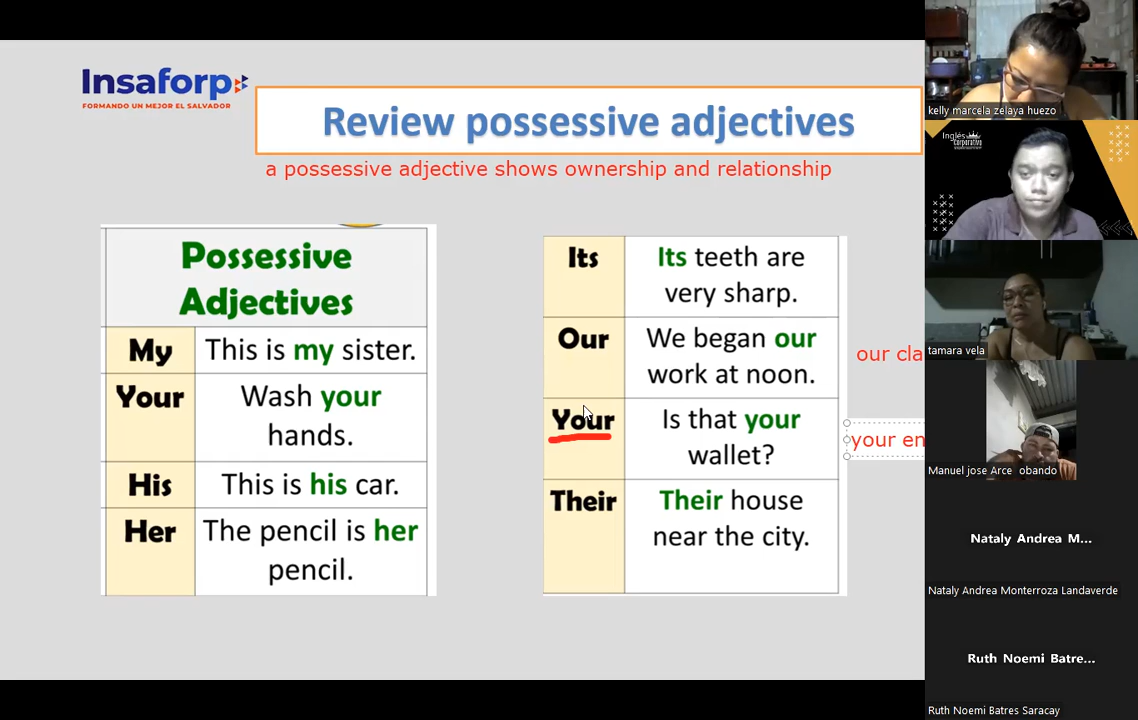 Insaforp
FORMANDO UN MEJOR EL SALVADOR
Review possessive adjectives
a possessive adjective shows ownership and relationship
Possessive
Adjectives
My
This is my sister.
Your
Wash your
hands.
His
This is his car.
Her
The pencil is her
pencil.
Its
Its teeth are
very sharp.
Our
We began our
work at noon.
our cla
Your
Is that your
wallet?
your en
Their
Their house
near the city.
kelly marcela zelaya huezo
Inglés
corporativo
tamara vela
Manuel jose Arce obando
Nataly Andrea M...
Nataly Andrea Monterroza Landaverde
Ruth Noemi Batre...
Ruth Noemi Batres Saracay